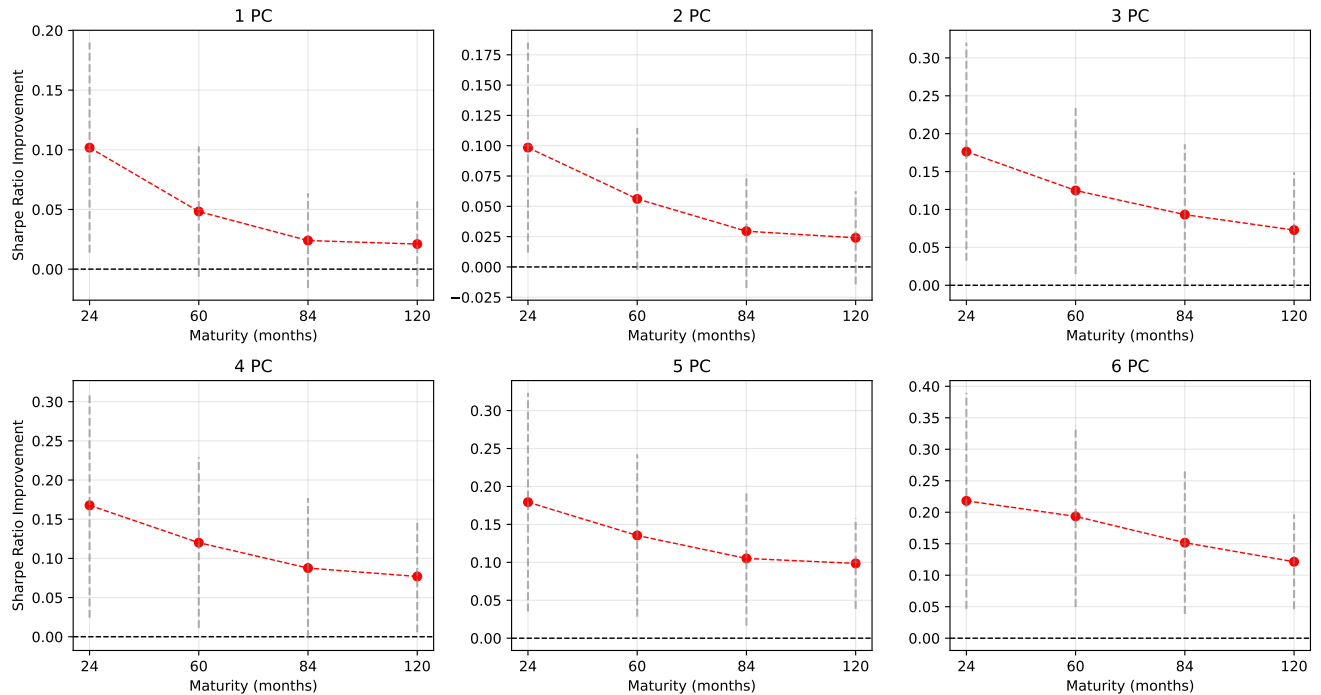 1 PC
2 PC
3 PC
Sharpe Ratio Improvement
0.20
0.15
0.10
0.05
0.00
24 60 84 120
Maturity (months)
0.175
0.150
0.125
0.100
0.075
0.050
0.025
0.000
−0.025
24 60 84 120
Maturity (months)
0.30
0.25
0.20
0.15
0.10
0.05
0.00
24 60 84 120
Maturity (months)
4 PC
5 PC
6 PC
Sharpe Ratio Improvement
0.30
0.25
0.20
0.15
0.10
0.05
0.00
24 60 84 120
Maturity (months)
0.30
0.25
0.20
0.15
0.10
0.05
0.00
24 60 84 120
Maturity (months)
0.40
0.35
0.30
0.25
0.20
0.15
0.10
0.05
0.00
24 60 84 120
Maturity (months)